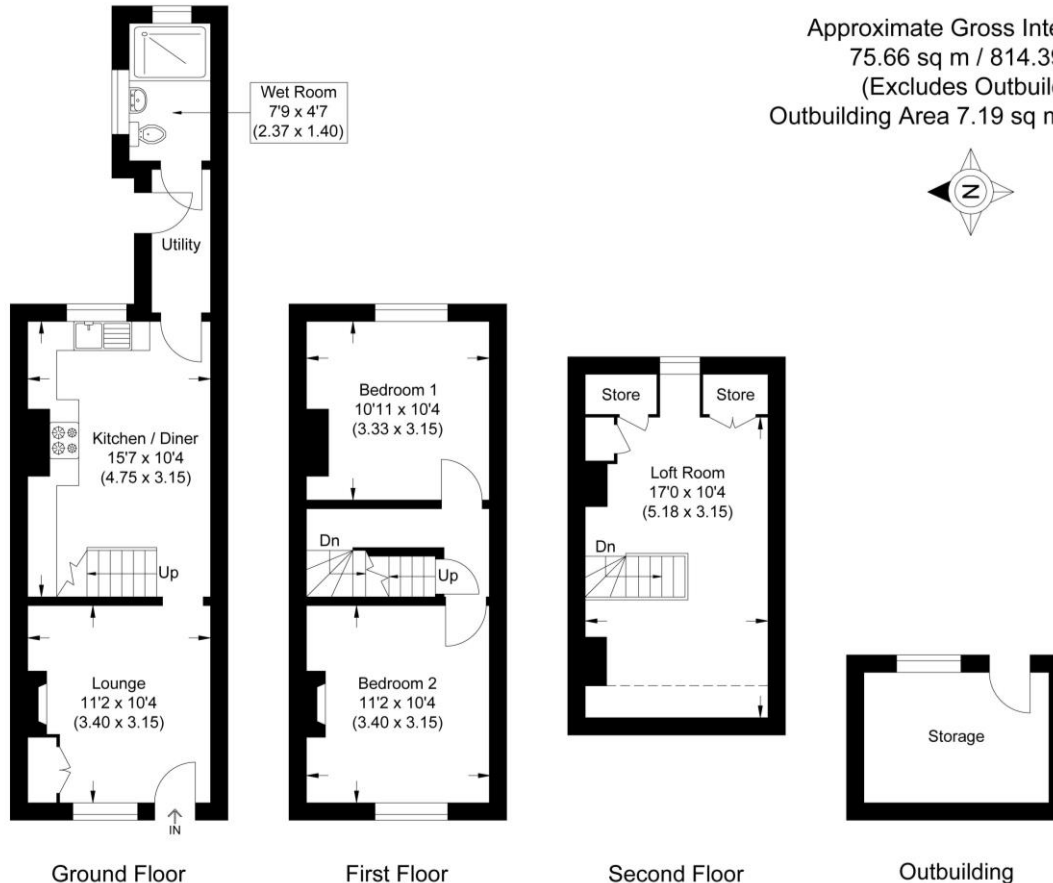 Approximate Gross Inte
75.66 sq m / 814.39
(Excludes Outbuil
Outbuilding Area 7.19 sq m
N
Wet Room
7'9 x 4'7
(2.37 x 1.40)
Utility
Kitchen / Diner
15'7 x 10'4
(4.75 x 3.15)
Up
Lounge
11'2 x 10'4
(3.40 x 3.15)
IN
Ground Floor
Bedroom 1
10'11 x 10'4
(3.33 x 3.15)
Dn
Up
Bedroom 2
11'2 x 10'4
(3.40 x 3.15)
First Floor
Store
Store
Loft Room
17'0 x 10'4
(5.18 x 3.15)
Dn
Second Floor
Storage
Outbuilding